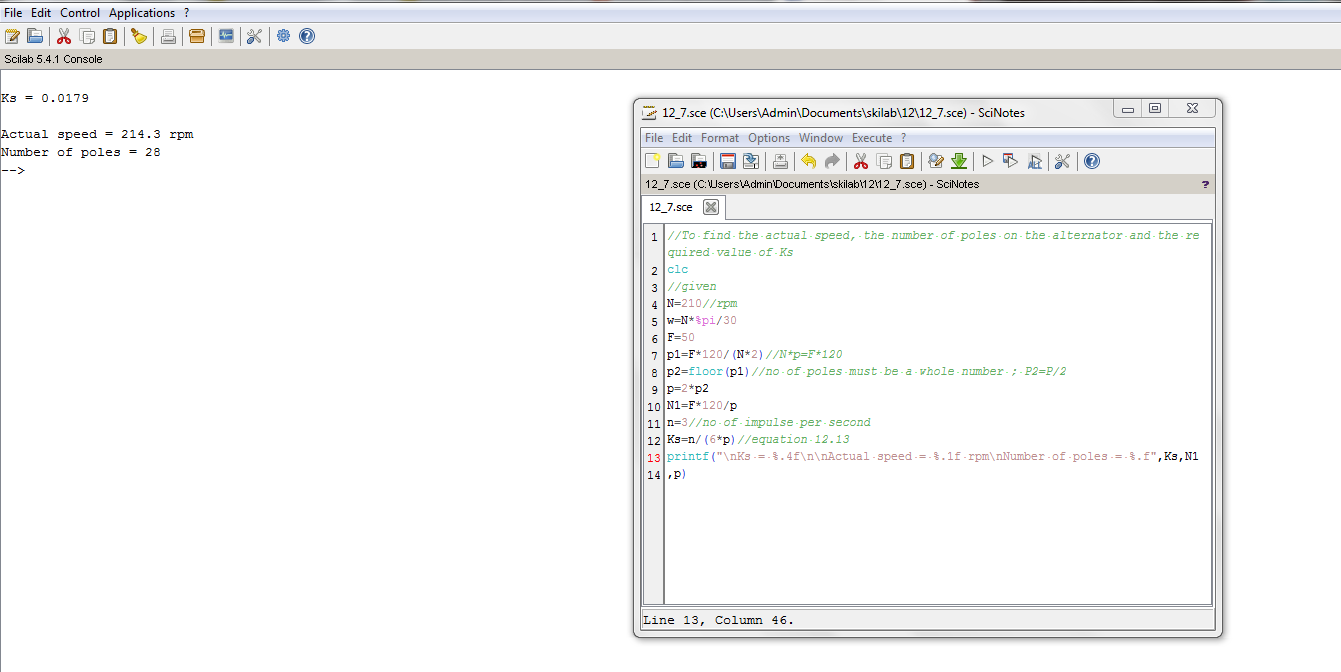 File Edit Control Applications ?
Scilab 5.4.1 Console
Ks = 0.0179
Actual speed = 214.3 rpm
Number of poles = 28
-->
12_7.sce (C:\Users\Admin\Documents\skilab\12\12_7.sce) - SciNotes
File Edit Format Options Window Execute ?
12_7.sce (C:\Users\Admin\Documents\skilab\12\12_7.sce) - SciNotes ?
12_7.sce
1 //To find the actual speed, the number of poles on the alternator and the re
quired value of Ks
2 clc
3 //given
4 N=210//rpm
5 w=N*%pi/30
6 F=50
7 p1=F*120/(N*2)//N*p=F*120
8 p2=floor(p1)//no of poles must be a whole number ; P2=P/2
9 p=2*p2
10 N1=F*120/p
11 n=3//no of impulse per second
12 Ks=n/(6*p)//equation 12.13
13 printf("\nKs = %.4f\n\nActual speed = %.1f rpm\nNumber of poles = %.f",Ks,N1
14 ,p)
Line 13, Column 46.